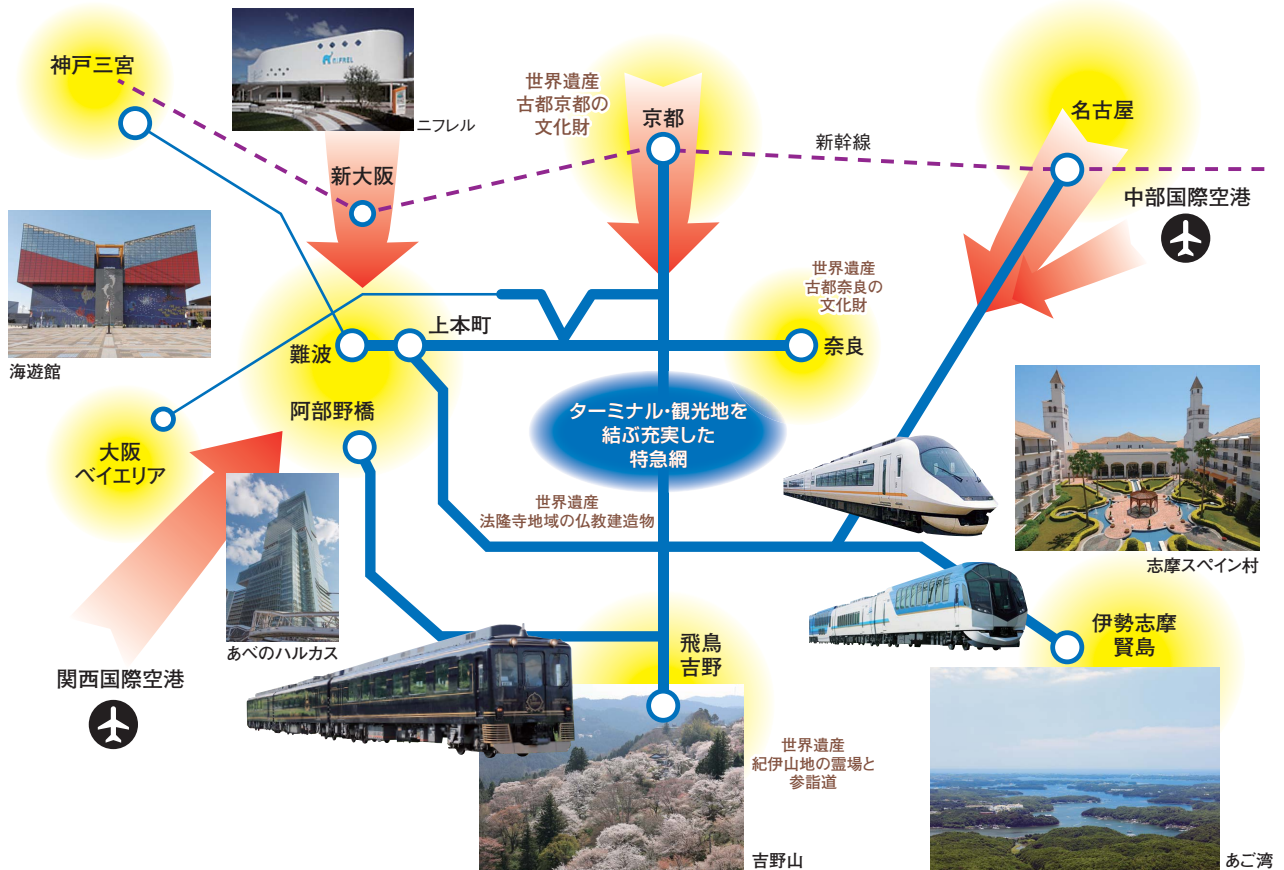 神戸三宮
ニフレル
NIFREL
世界遺産
古都京都の
文化財
京都
名古屋
新幹線
新大阪
中部国際空港
世界遺産
古都奈良の
文化財
上本町
難波
奈良
海遊館
阿部野橋
ターミナル・観光地を
結ぶ充実した
特急網
大阪
ベイエリア
世界遺産
法隆寺地域の仏教建造物
志摩スペイン村
伊勢志摩
賢島
あべのハルカス
飛鳥
吉野
関西国際空港
世界遺産
紀伊山地の霊場と
参詣道
吉野山
あご湾